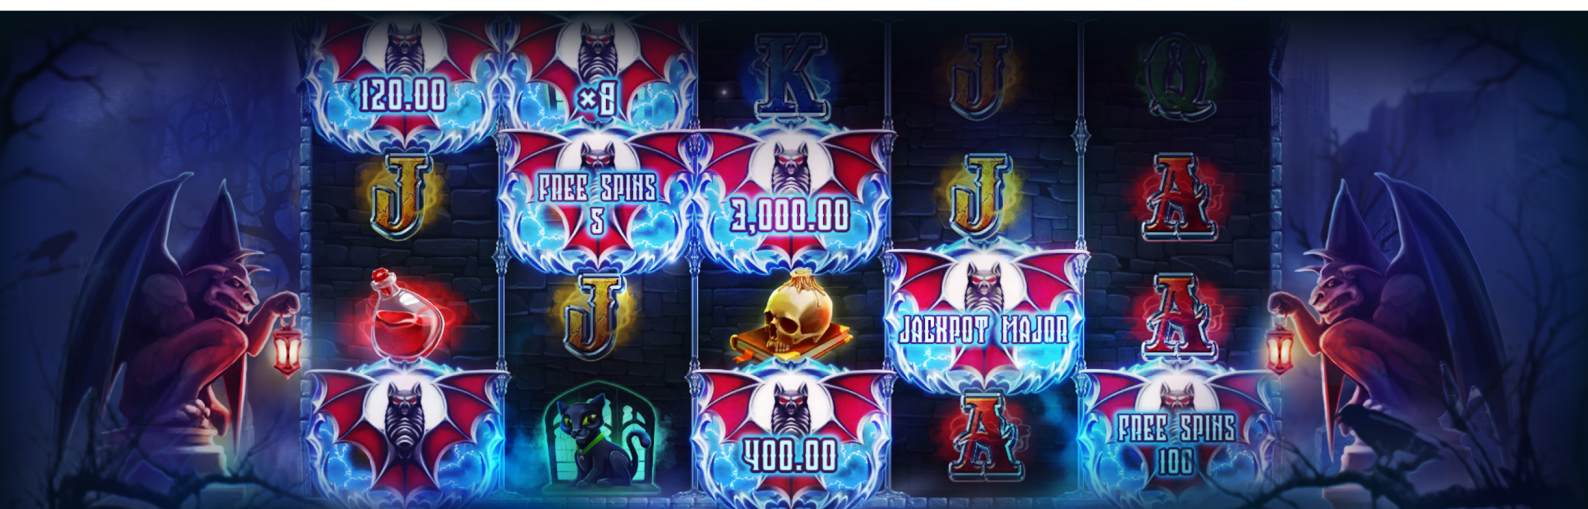 120.00
×8
K
J
Q
J
FREE SPINS
5
3,000.00
J
A
J
JACKPOT MAJOR
A
400.00
A
FREE SPINS
100